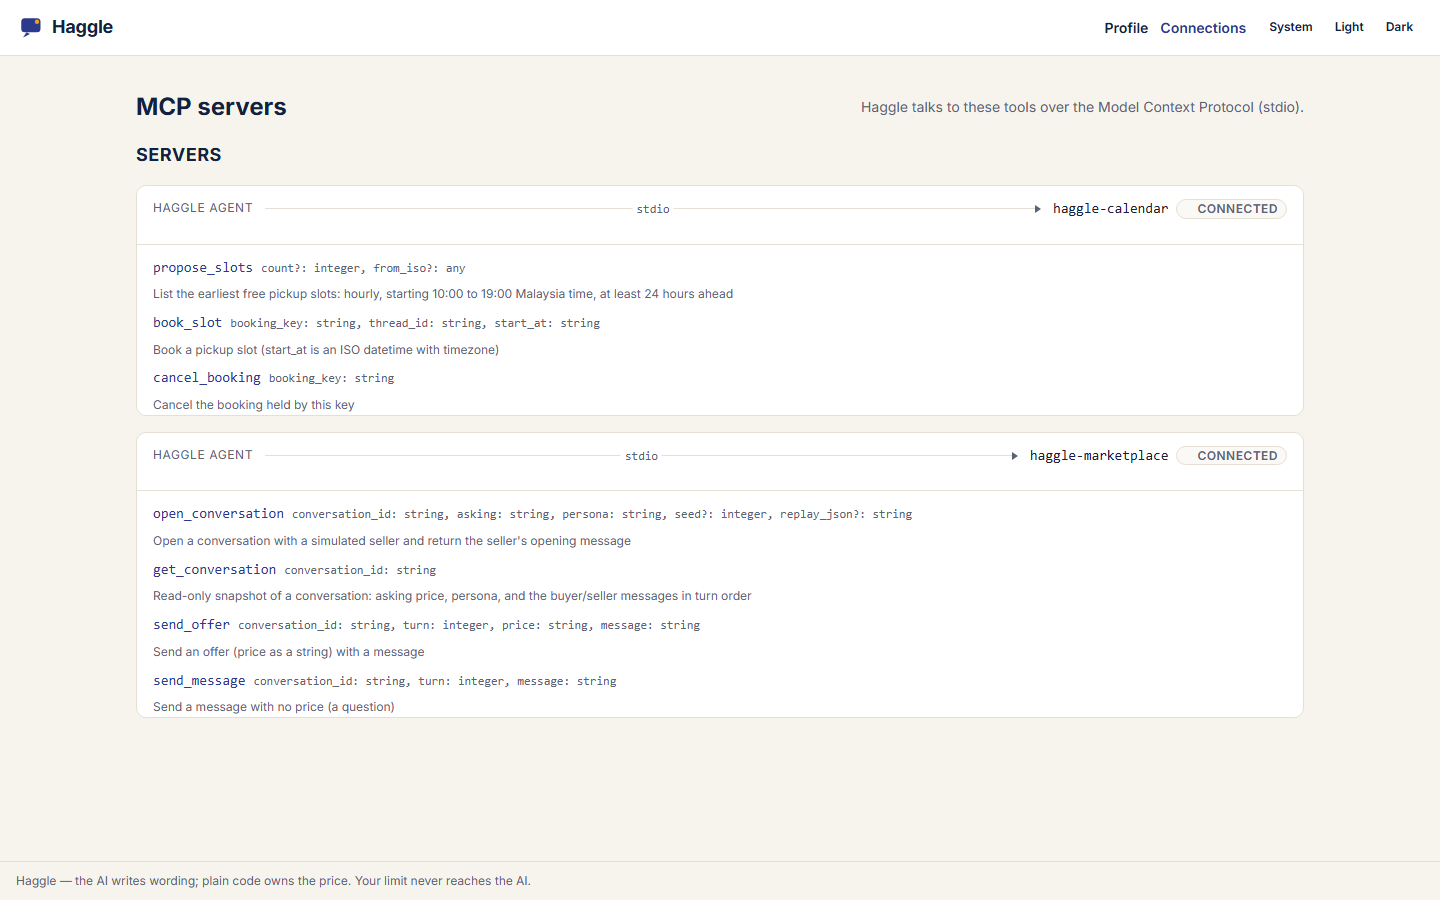 Haggle
Profile Connections System Light Dark
MCP servers
Haggle talks to these tools over the Model Context Protocol (stdio).
SERVERS
HAGGLE AGENT stdio haggle-calendar CONNECTED
propose_slots count?: integer, from_iso?: any
List the earliest free pickup slots: hourly, starting 10:00 to 19:00 Malaysia time, at least 24 hours ahead
book_slot booking_key: string, thread_id: string, start_at: string
Book a pickup slot (start_at is an ISO datetime with timezone)
cancel_booking booking_key: string
Cancel the booking held by this key
HAGGLE AGENT stdio haggle-marketplace CONNECTED
open_conversation conversation_id: string, asking: string, persona: string, seed?: integer, replay_json?: string
Open a conversation with a simulated seller and return the seller's opening message
get_conversation conversation_id: string
Read-only snapshot of a conversation: asking price, persona, and the buyer/seller messages in turn order
send_offer conversation_id: string, turn: integer, price: string, message: string
Send an offer (price as a string) with a message
send_message conversation_id: string, turn: integer, message: string
Send a message with no price (a question)
Haggle — the AI writes wording; plain code owns the price. Your limit never reaches the AI.